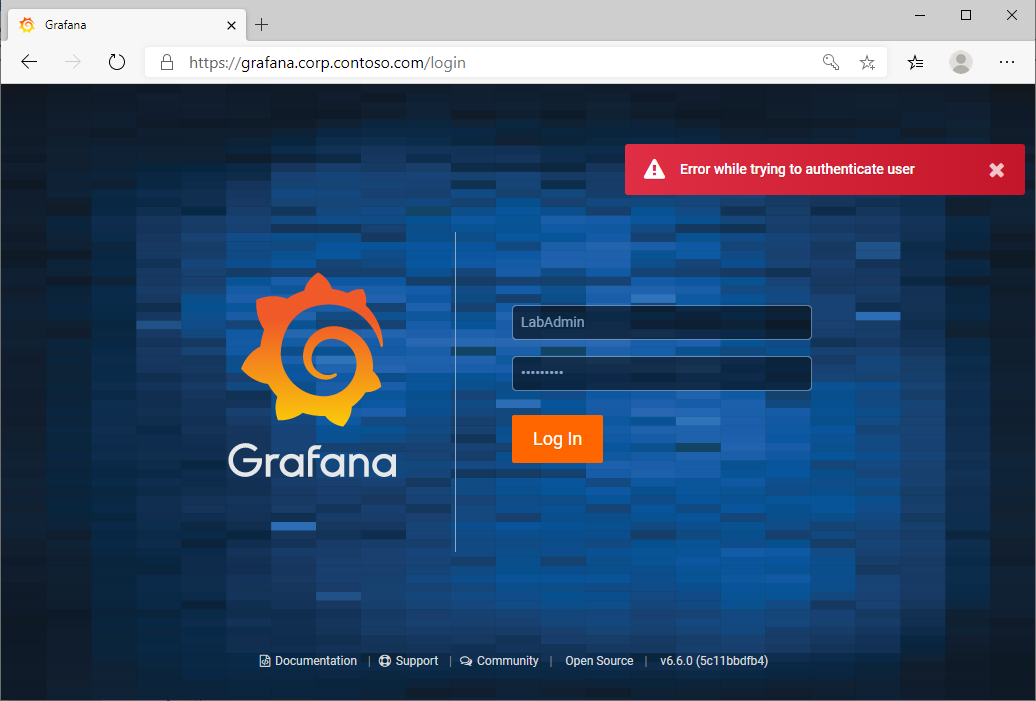 Grafana
https://grafana.corp.contoso.com/login
Error while trying to authenticate user
LabAdmin
•••••••••
Log In
Grafana
Documentation | Support | Community | Open Source | v6.6.0 (5c11bbdfb4)